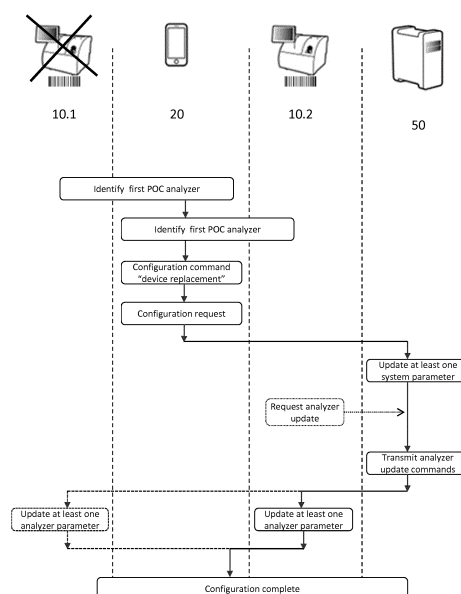 10.1
20
10.2
50
Identify first POC analyzer
Identify first POC analyzer
Configuration command
“device replacement”
Configuration request
Update at least one
system parameter
Request analyzer
update
Transmit analyzer
update commands
Update at least one
analyzer parameter
Update at least one
analyzer parameter
Configuration complete